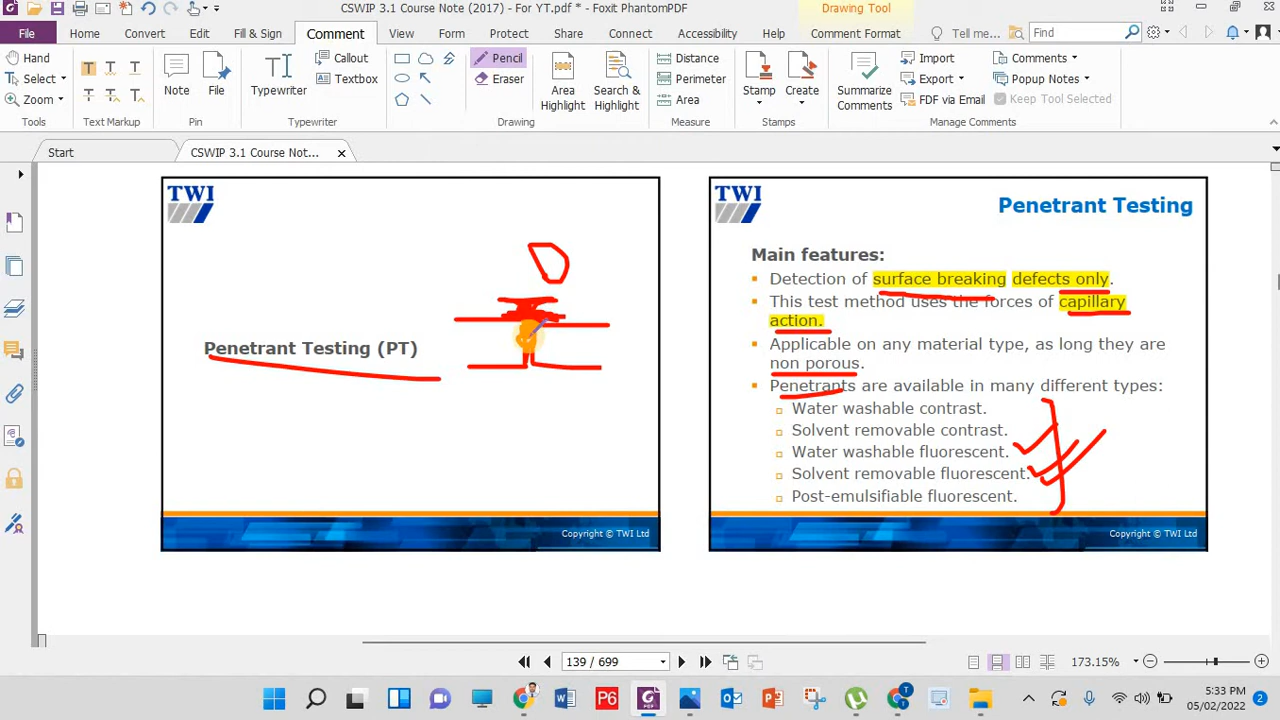 CSWIP 3.1 Course Note (2017) - For YT.pdf * - Foxit PhantomPDF
Drawing Tool
File
Home
Convert
Edit
Fill & Sign
Comment
View
Form
Protect
Share
Connect
Accessibility
Help
Comment Format
Tell me...
Find
Hand
Select
Zoom
Tools
Text Markup
Note
File
Pin
Typewriter
Callout
Textbox
Typewriter
Pencil
Eraser
Drawing
Area Highlight
Search & Highlight
Distance
Perimeter
Area
Measure
Stamp
Create
Stamps
Summarize Comments
Import
Export
FDF via Email
Comments
Popup Notes
Keep Tool Selected
Manage Comments
Start
CSWIP 3.1 Course Not...
TWI
Penetrant Testing (PT)
Copyright © TWI Ltd
TWI
Penetrant Testing
Main features:
Detection of surface breaking defects only.
This test method uses the forces of capillary
action.
Applicable on any material type, as long they are
non porous.
Penetrants are available in many different types:
Water washable contrast.
Solvent removable contrast.
Water washable fluorescent.
Solvent removable fluorescent.
Post-emulsifiable fluorescent.
Copyright © TWI Ltd
139 / 699
173.15%
P6
5:33 PM
05/02/2022
2